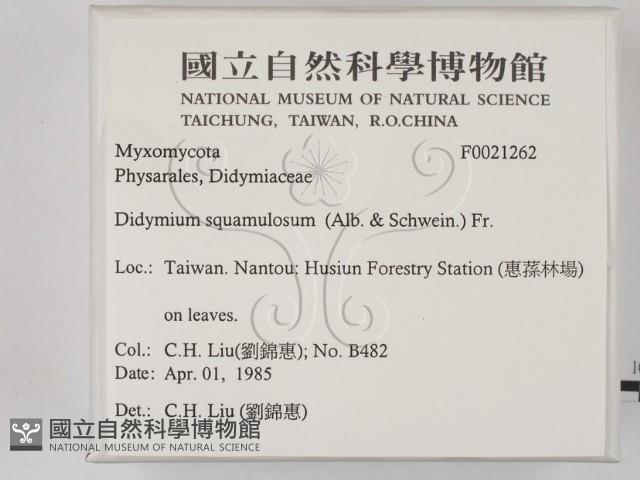 國立自然科學博物館
NATIONAL MUSEUM OF NATURAL SCIENCE
TAICHUNG, TAIWAN, R.O.CHINA
Myxomycota F0021262
Physarales, Didymiaceae
Didymium squamulosum (Alb. & Schwein.) Fr.
Loc.: Taiwan. Nantou: Husiun Forestry Station (惠蓀林場)
on leaves.
Col.: C.H. Liu(劉錦惠); No. B482
Date: Apr. 01, 1985
Det.: C.H. Liu (劉錦惠)
國立自然科學博物館
NATIONAL MUSEUM OF NATURAL SCIENCE